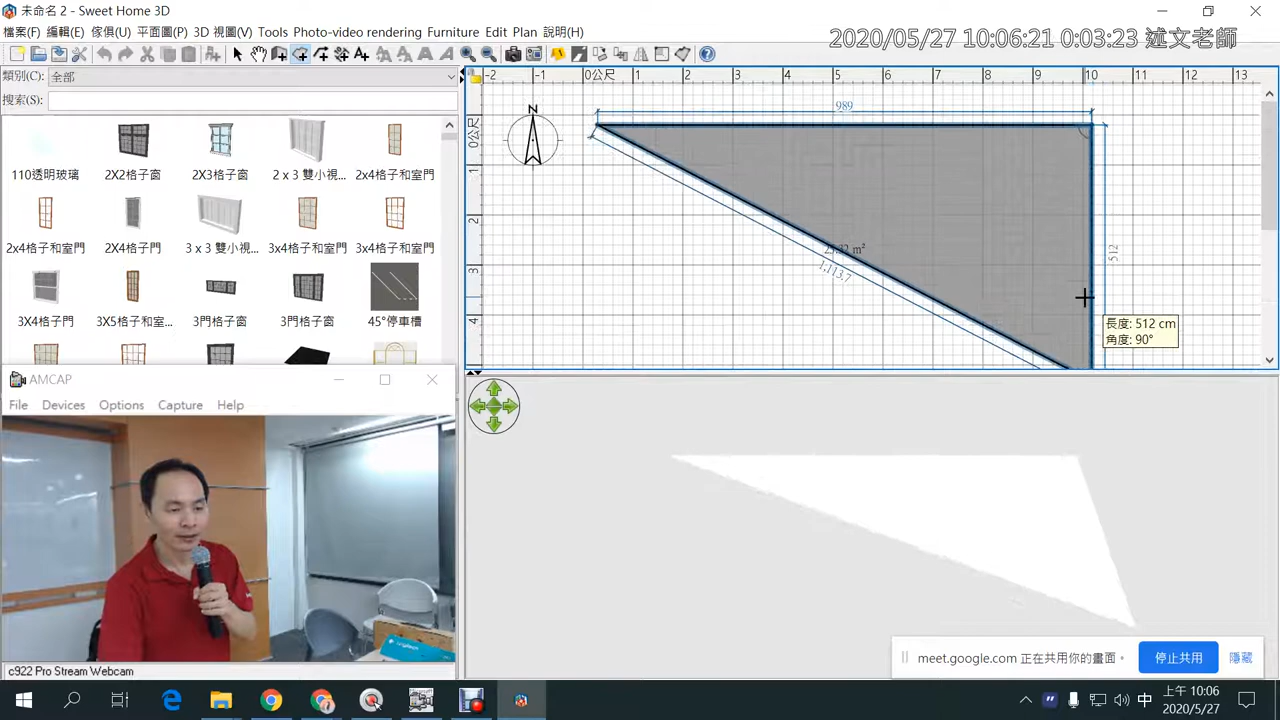 未命名 2 - Sweet Home 3D
檔案(F) 編輯(E) 傢俱(U) 平面圖(P) 3D 視圖(V) Tools Photo-video rendering Furniture Edit Plan 說明(H)
2020/05/27 10:06:21 0:03:23 述文老師
類別(C): 全部
搜索(S):
110透明玻璃 2X2格子窗 2X3格子窗 2 x 3 雙小視... 2x4格子和室門
2x4格子和室門 2X4格子門 3 x 3 雙小視... 3x4格子和室門 3x4格子和室門
3X4格子門 3X5格子和室... 3門格子窗 3門格子窗 45°停車槽
-2 -1 0公尺 1 2 3 4 5 6 7 8 9 10 11 12 13
0公尺
1
2
3
4
N
989
512
1,113.7
長度: 512 cm
角度: 90°
AMCAP
File Devices Options Capture Help
c922 Pro Stream Webcam
meet.google.com 正在共用你的畫面。 停止共用 隱藏
中
上午 10:06
2020/5/27